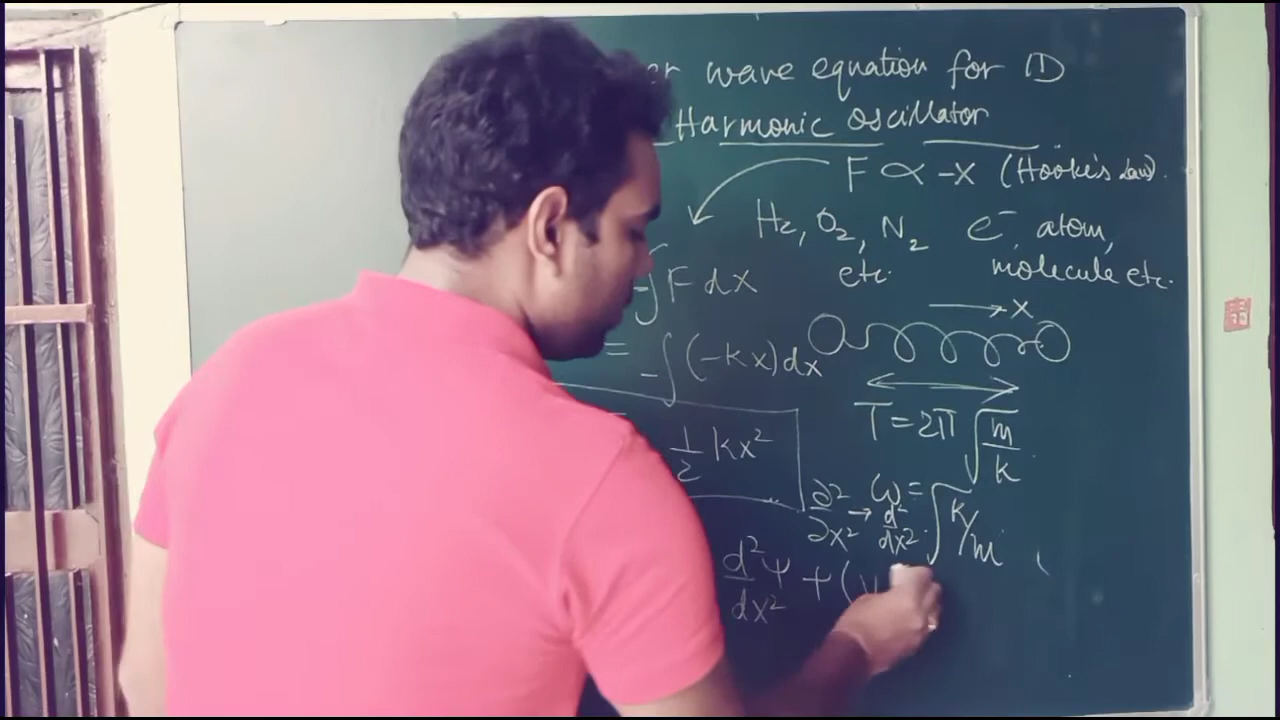 er wave equation for 1D
Harmonic oscillator
F ∝ -x (Hooke's Law).
H₂, O₂, N₂ e⁻, atom,
etc. molecule etc.
-∫F dx
→ x
= -∫(-kx)dx
T = 2π√(m/k)
=
½ kx²
ω = √(k/m)
∂²/∂x² → d²/dx²
d²ψ/dx² + (